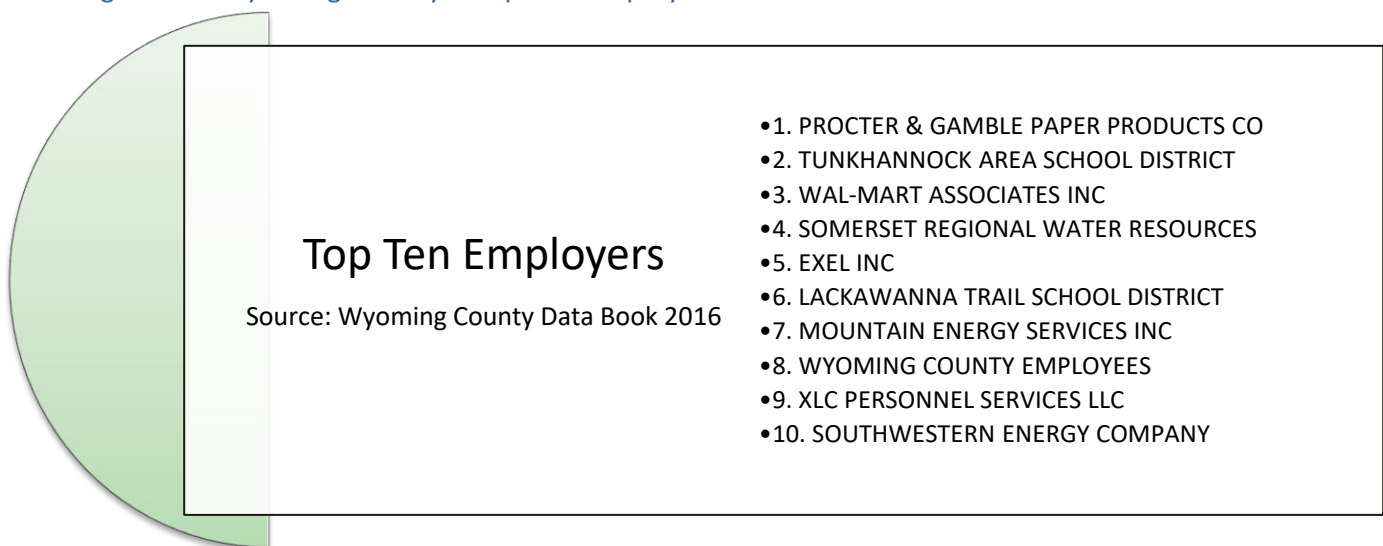 Top Ten Employers
Source: Wyoming County Data Book 2016
•1. PROCTER & GAMBLE PAPER PRODUCTS CO
•2. TUNKHANNOCK AREA SCHOOL DISTRICT
•3. WAL-MART ASSOCIATES INC
•4. SOMERSET REGIONAL WATER RESOURCES
•5. EXEL INC
•6. LACKAWANNA TRAIL SCHOOL DISTRICT
•7. MOUNTAIN ENERGY SERVICES INC
•8. WYOMING COUNTY EMPLOYEES
•9. XLC PERSONNEL SERVICES LLC
•10. SOUTHWESTERN ENERGY COMPANY